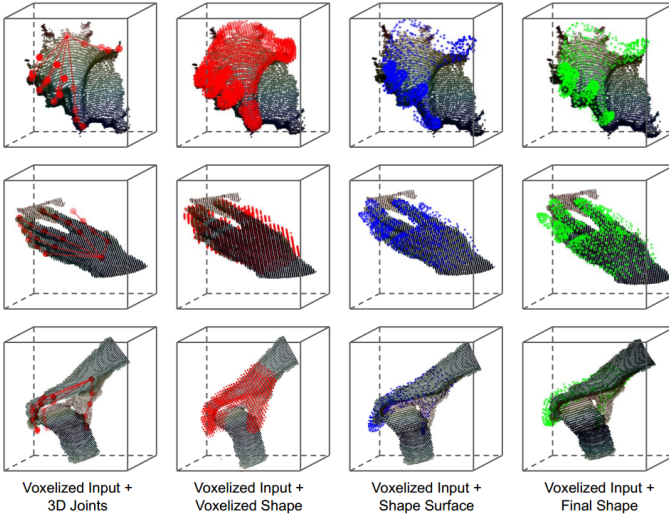 Voxelized Input +
3D Joints
Voxelized Input +
Voxelized Shape
Voxelized Input +
Shape Surface
Voxelized Input +
Final Shape